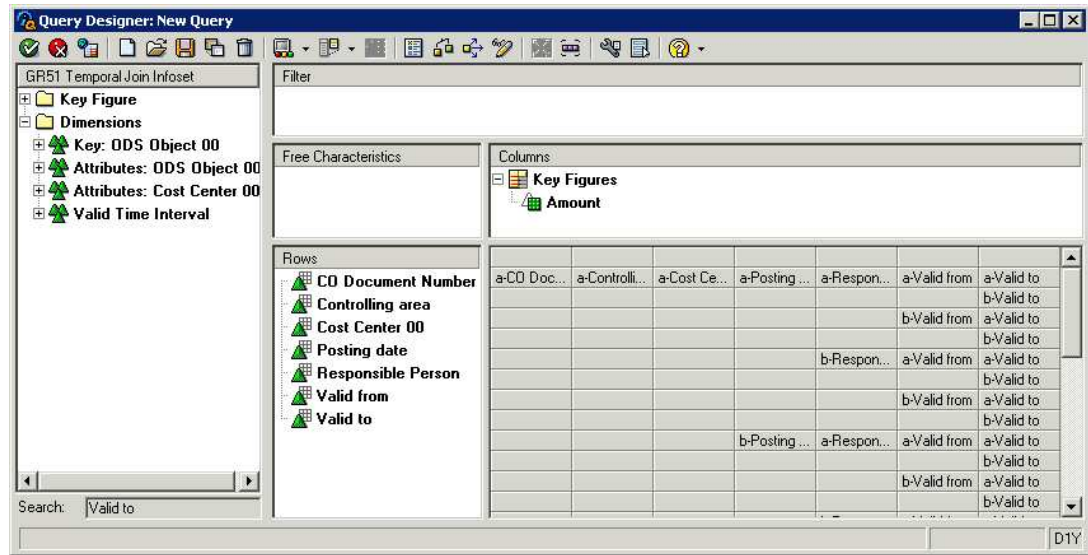 Query Designer: New Query
GR51 Temporal Join Infoset
Key Figure
Dimensions
Key: ODS Object 00
Attributes: ODS Object 00
Attributes: Cost Center 00
Valid Time Interval
Search: Valid to
Filter
Free Characteristics
Columns
Key Figures
Amount
Rows
CO Document Number
Controlling area
Cost Center 00
Posting date
Responsible Person
Valid from
Valid to
a-CO Doc... a-Controlli... a-Cost Ce... a-Posting ... a-Respon... a-Valid from a-Valid to
b-Valid to
b-Valid from a-Valid to
b-Valid to
b-Respon... a-Valid from a-Valid to
b-Valid to
b-Valid from a-Valid to
b-Valid to
b-Posting ... a-Respon... a-Valid from a-Valid to
b-Valid to
b-Valid from a-Valid to
b-Valid to
D1Y